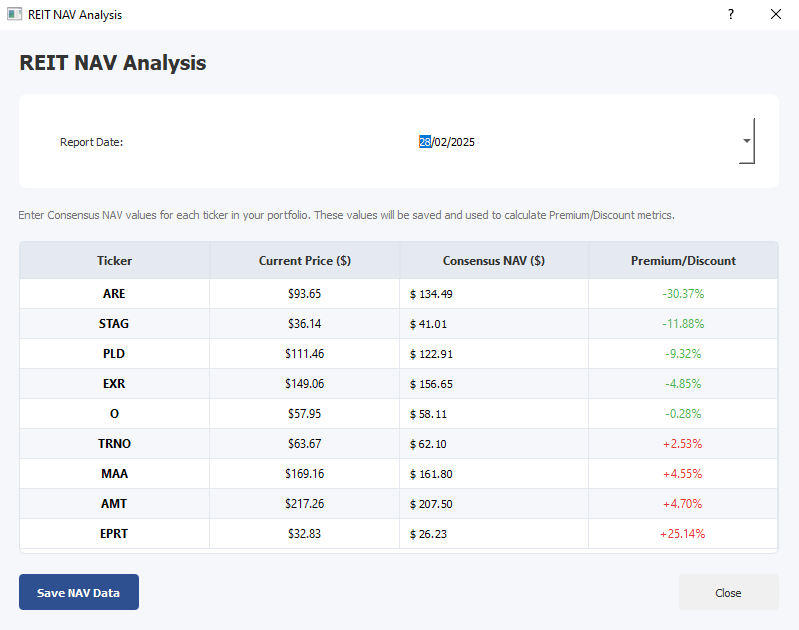 REIT NAV Analysis
?
REIT NAV Analysis
Report Date: 28/02/2025
Enter Consensus NAV values for each ticker in your portfolio. These values will be saved and used to calculate Premium/Discount metrics.
Ticker Current Price ($) Consensus NAV ($) Premium/Discount
ARE $93.65 $ 134.49 -30.37%
STAG $36.14 $ 41.01 -11.88%
PLD $111.46 $ 122.91 -9.32%
EXR $149.06 $ 156.65 -4.85%
O $57.95 $ 58.11 -0.28%
TRNO $63.67 $ 62.10 +2.53%
MAA $169.16 $ 161.80 +4.55%
AMT $217.26 $ 207.50 +4.70%
EPRT $32.83 $ 26.23 +25.14%
Save NAV Data Close